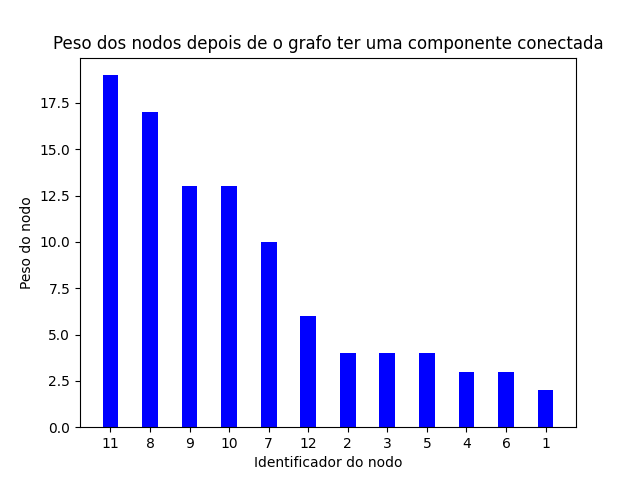 Peso dos nodos depois de o grafo ter uma componente conectada
17.5
15.0
12.5
10.0
7.5
5.0
2.5
0.0
Peso do nodo
11 8 9 10 7 12 2 3 5 4 6 1
Identificador do nodo